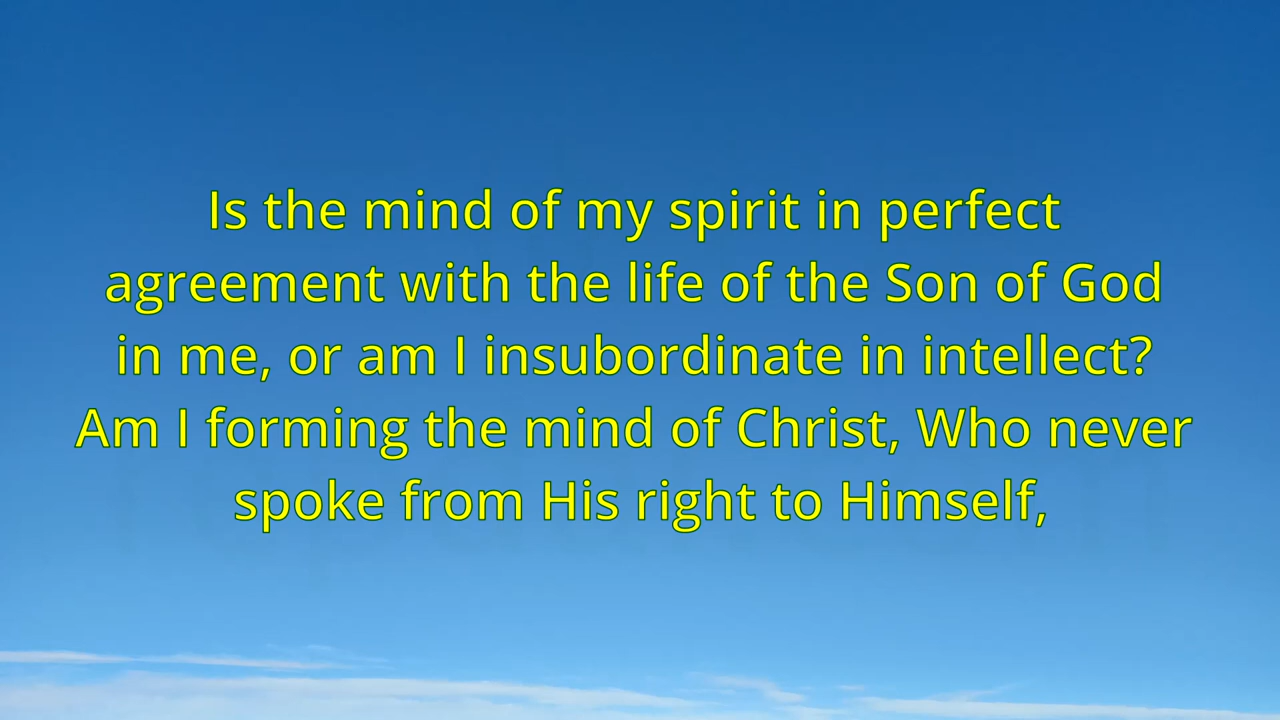 Is the mind of my spirit in perfect
agreement with the life of the Son of God
in me, or am I insubordinate in intellect?
Am I forming the mind of Christ, Who never
spoke from His right to Himself,